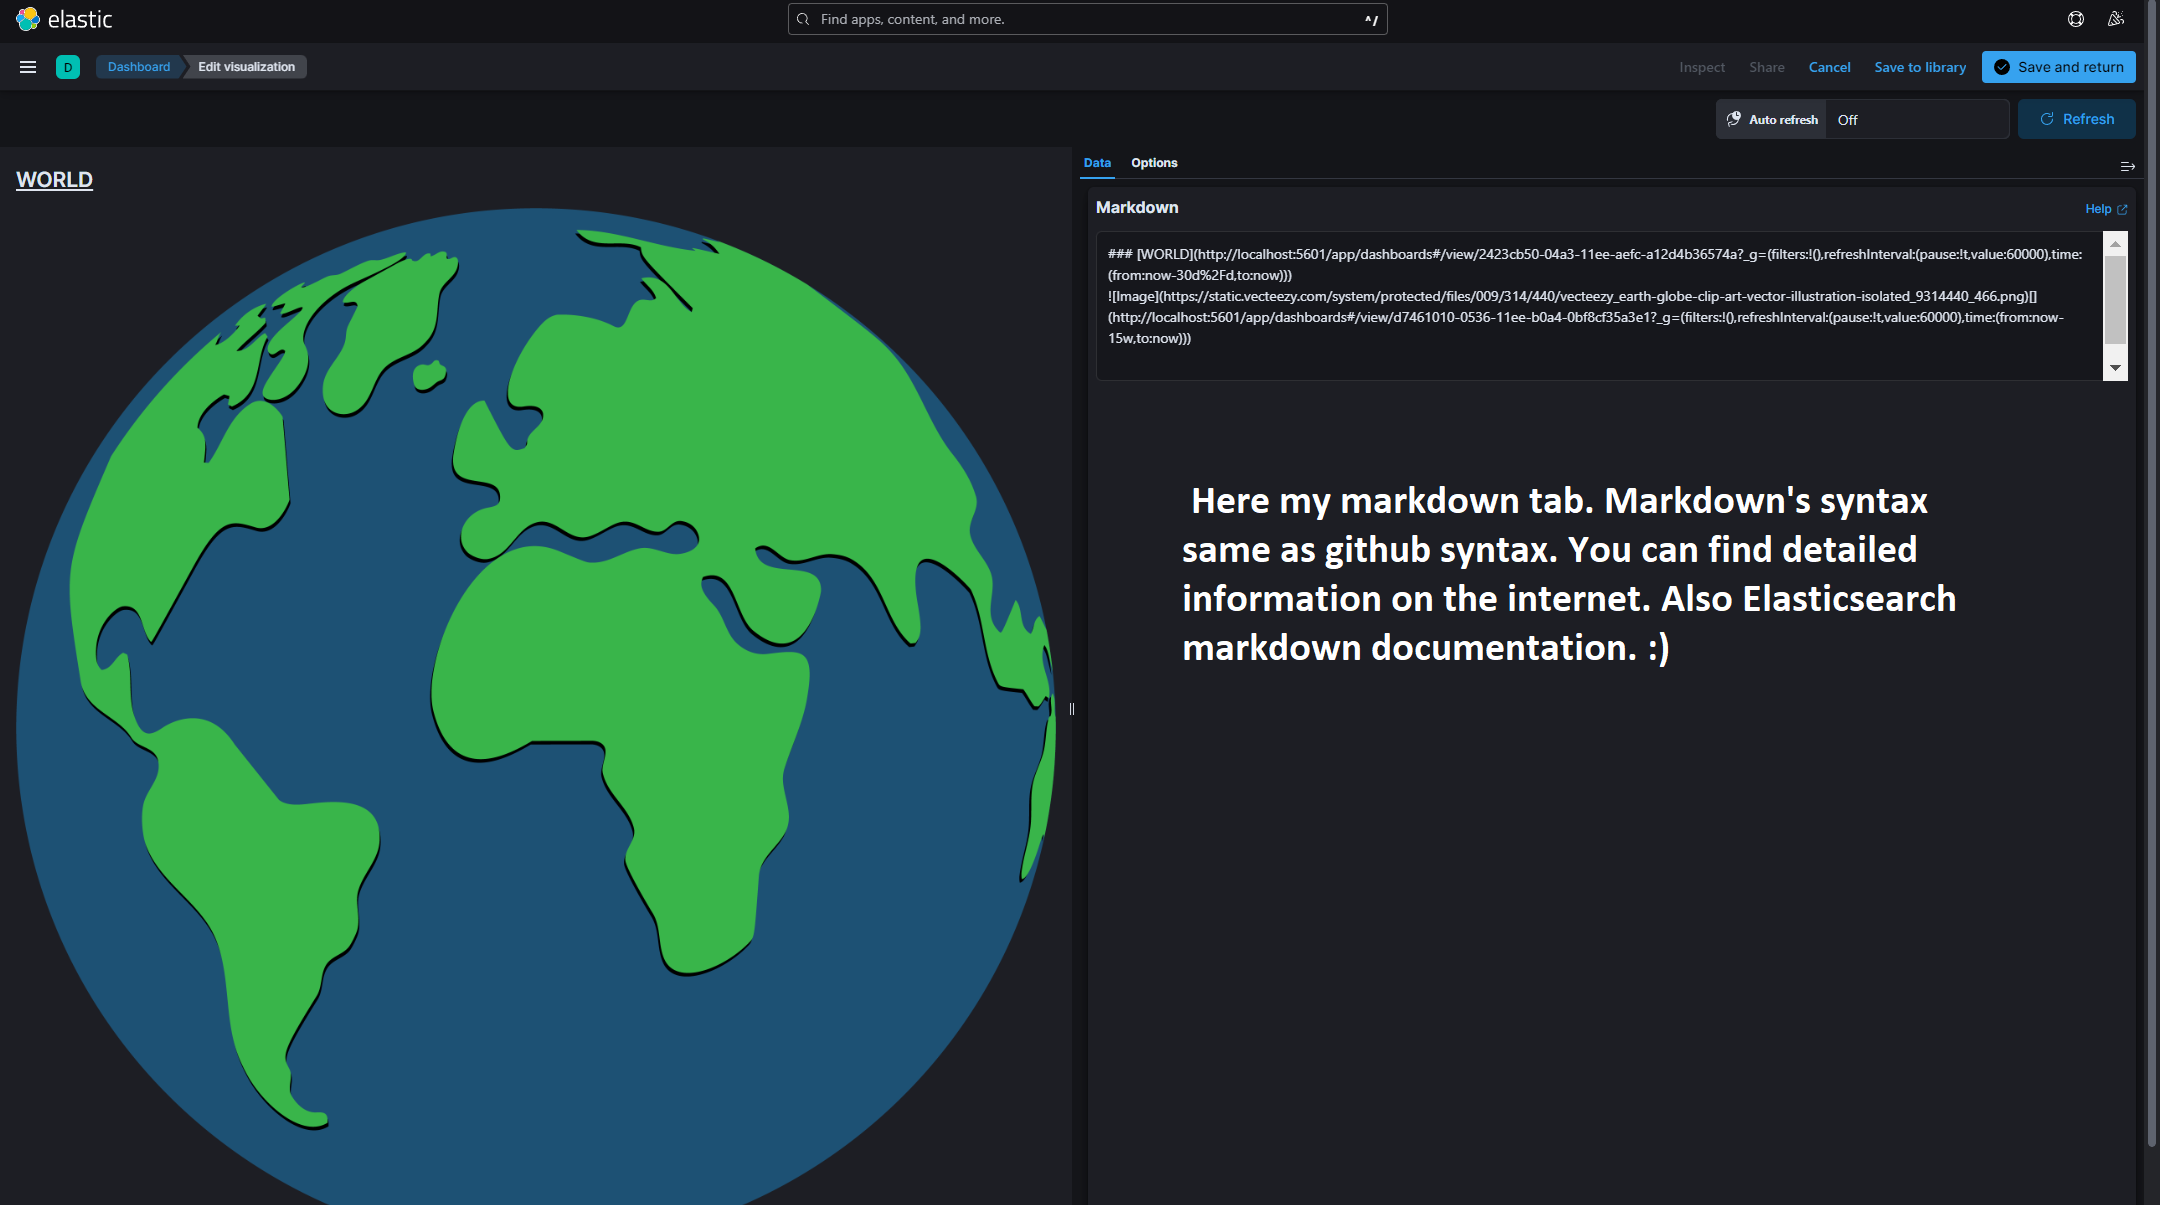 elastic
Find apps, content, and more.
^/
D
Dashboard
Edit visualization
Inspect
Share
Cancel
Save to library
Save and return
Auto refresh
Off
Refresh
WORLD
Data
Options
Markdown
Help
### [WORLD](http://localhost:5601/app/dashboards#/view/2423cb50-04a3-11ee-aefc-a12d4b36574a?_g=(filters:!(),refreshInterval:(pause:!t,value:60000),time:
(from:now-30d%2Fd,to:now)))
![Image](https://static.vecteezy.com/system/protected/files/009/314/440/vecteezy_earth-globe-clip-art-vector-illustration-isolated_9314440_466.png)[]
(http://localhost:5601/app/dashboards#/view/d7461010-0536-11ee-b0a4-0bf8cf35a3e1?_g=(filters:!(),refreshInterval:(pause:!t,value:60000),time:(from:now-
15w,to:now)))
Here my markdown tab. Markdown's syntax
same as github syntax. You can find detailed
information on the internet. Also Elasticsearch
markdown documentation. :)